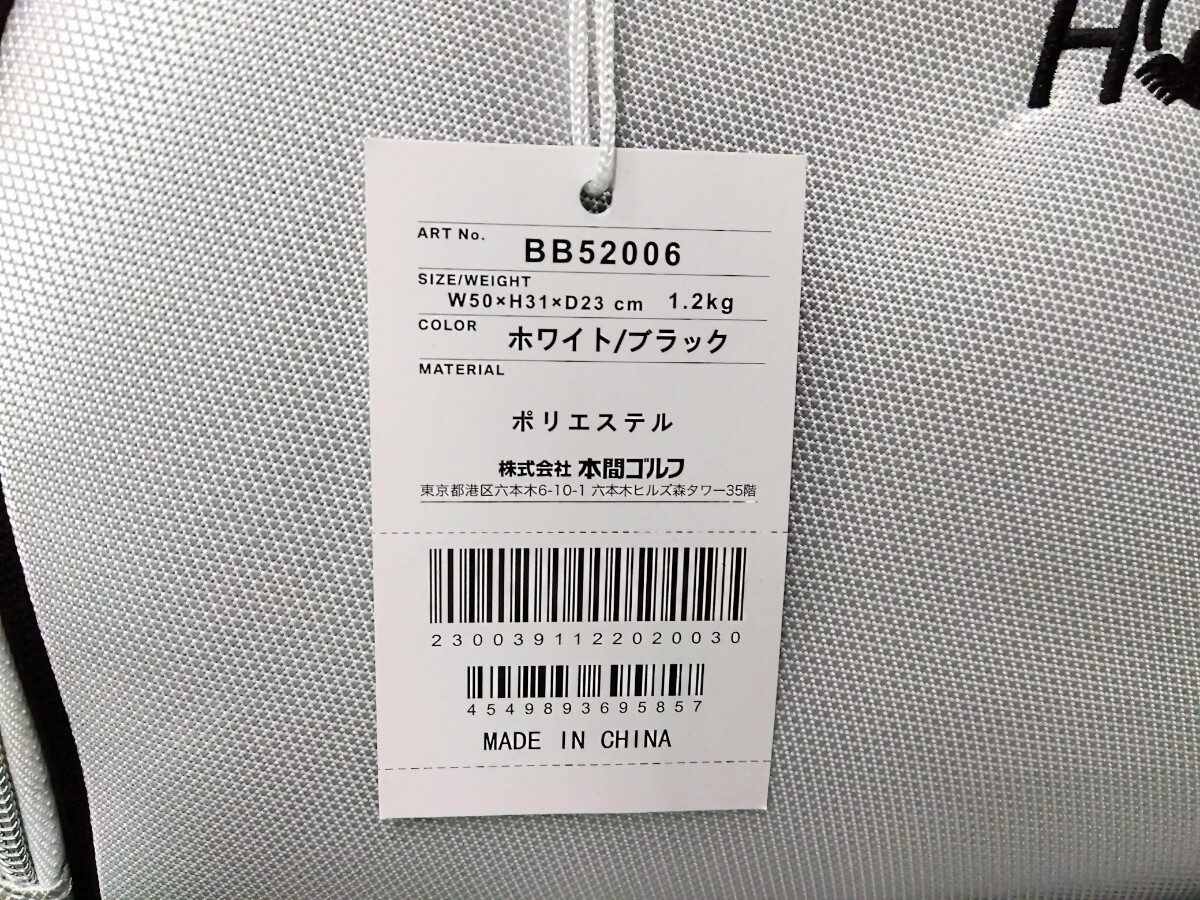 H
ART No. BB52006
SIZE/WEIGHT
W50×H31×D23 cm 1.2kg
COLOR ホワイト/ブラック
MATERIAL
ポリエステル
株式会社 本間ゴルフ
東京都港区六本木6-10-1 六本木ヒルズ森タワー35階
2300391122020030
4549893695857
MADE IN CHINA